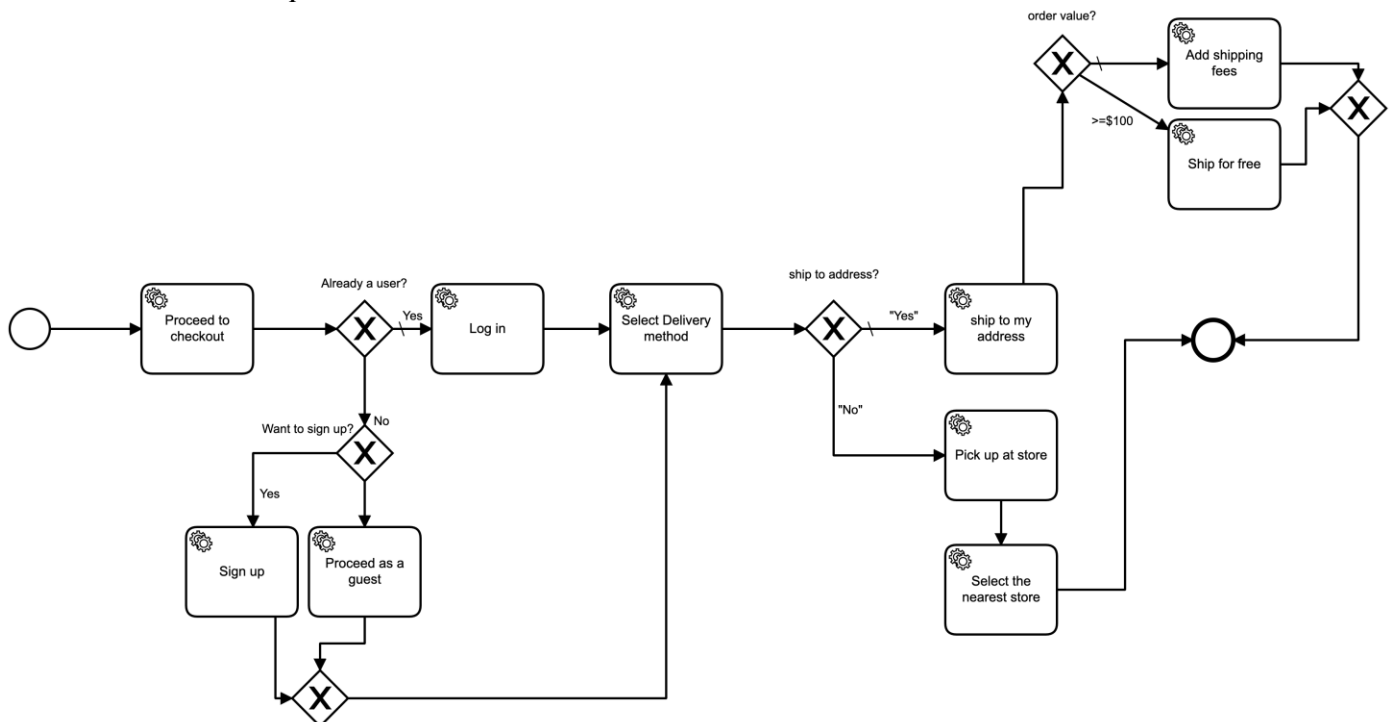 order value?
Add shipping
fees
>=$100
Ship for free
Already a user?
ship to address?
Proceed to
checkout
Yes
Log in
Select Delivery
method
"Yes"
ship to my
address
No
"No"
Want to sign up?
Pick up at store
Yes
Sign up
Proceed as a
guest
Select the
nearest store